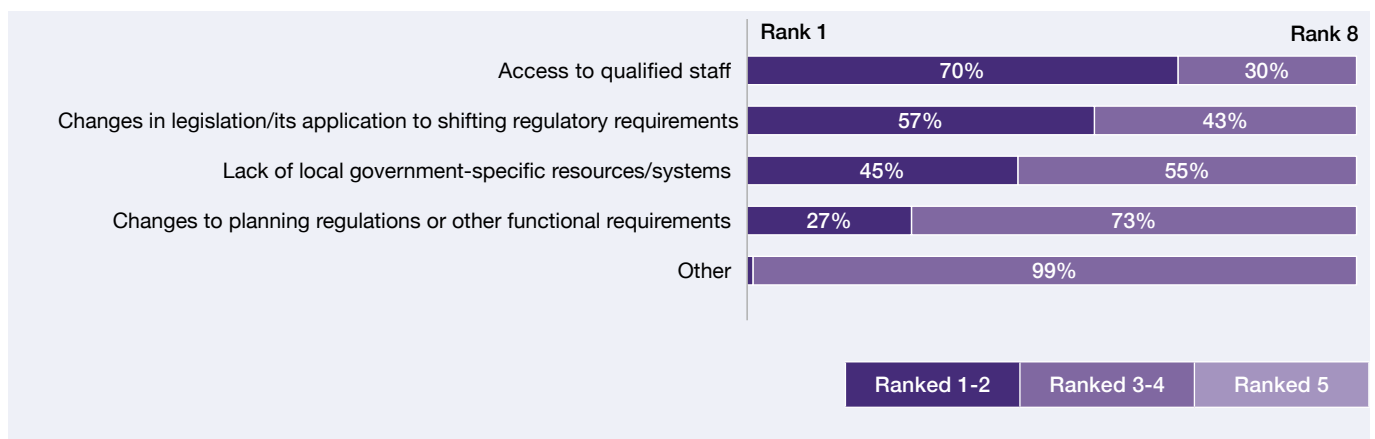 Rank 1 Rank 8
Access to qualified staff 70% 30%
Changes in legislation/its application to shifting regulatory requirements 57% 43%
Lack of local government-specific resources/systems 45% 55%
Changes to planning regulations or other functional requirements 27% 73%
Other 99%
Ranked 1-2 Ranked 3-4 Ranked 5